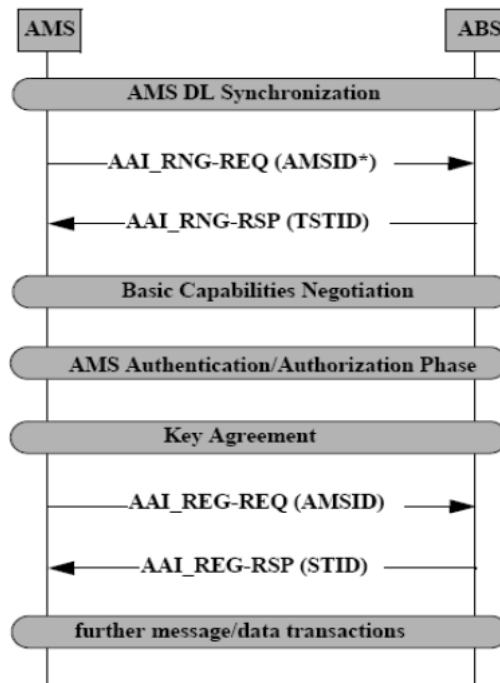 AMS ABS
AMS DL Synchronization
AAI_RNG-REQ (AMSID*)
AAI_RNG-RSP (TSTID)
Basic Capabilities Negotiation
AMS Authentication/Authorization Phase
Key Agreement
AAI_REG-REQ (AMSID)
AAI_REG-RSP (STID)
further message/data transactions